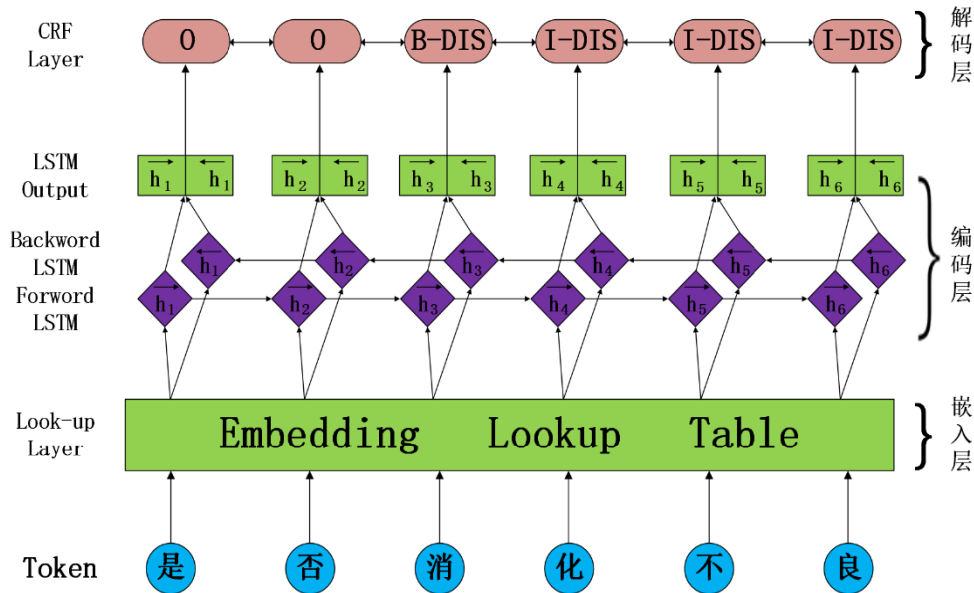 CRF Layer
O O B-DIS I-DIS I-DIS I-DIS
解码层
LSTM Output
h1 h1 h2 h2 h3 h3 h4 h4 h5 h5 h6 h6
Backword LSTM
h1 h2 h3 h4 h5 h6
Forword LSTM
h1 h2 h3 h4 h5 h6
编码层
Look-up Layer
Embedding Lookup Table
嵌入层
Token
是 否 消 化 不 良